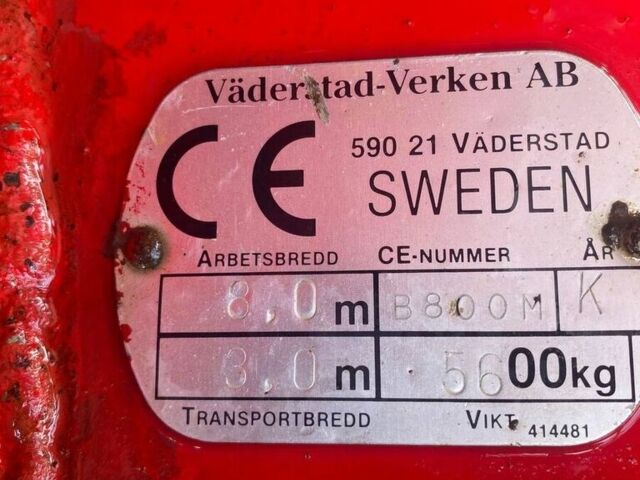 Väderstad-Verken AB
CE
590 21 VÄDERSTAD
SWEDEN
ARBETSBREDD CE-NUMMER ÅR
8,0 m B800M K
3,0 m 5600kg
TRANSPORTBREDD VIKT 414481